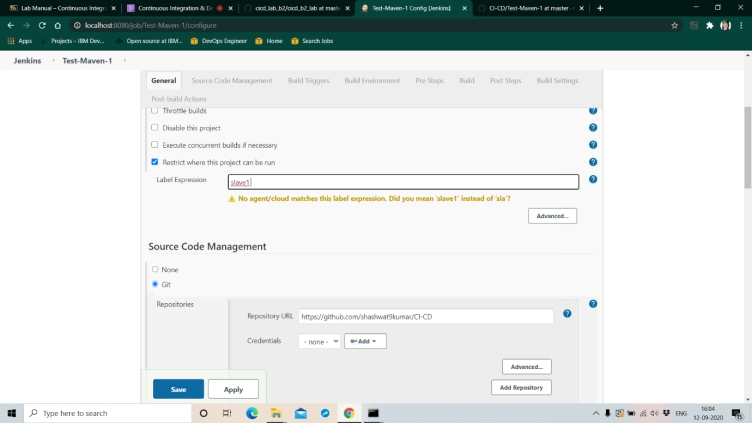 Lab Manual – Continuous Integr
Continuous Integration & De
cicd_lab_b2/cicd_b2_lab at maste
Test-Maven-1 Config [Jenkins]
CI-CD/Test-Maven-1 at master ·
localhost:8080/job/Test-Maven-1/configure
Apps
Projects – IBM Dev...
Open source at IBM...
DevOps Engineer
Home
Search Jobs
Jenkins
Test-Maven-1
General
Source Code Management
Build Triggers
Build Environment
Pre Steps
Build
Post Steps
Build Settings
Post-build Actions
Throttle builds
Disable this project
Execute concurrent builds if necessary
Restrict where this project can be run
Label Expression
slave1
No agent/cloud matches this label expression. Did you mean 'slave1' instead of 'sla'?
Advanced...
Source Code Management
None
Git
Repositories
Repository URL
https://github.com/shashwat9kumar/CI-CD
Credentials
- none -
Add
Advanced...
Add Repository
Save
Apply
Type here to search
ENG
16:04
12-09-2020